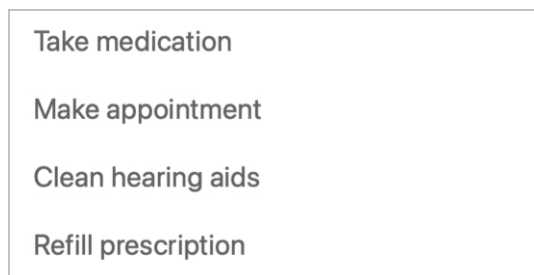 Take medication
Make appointment
Clean hearing aids
Refill prescription